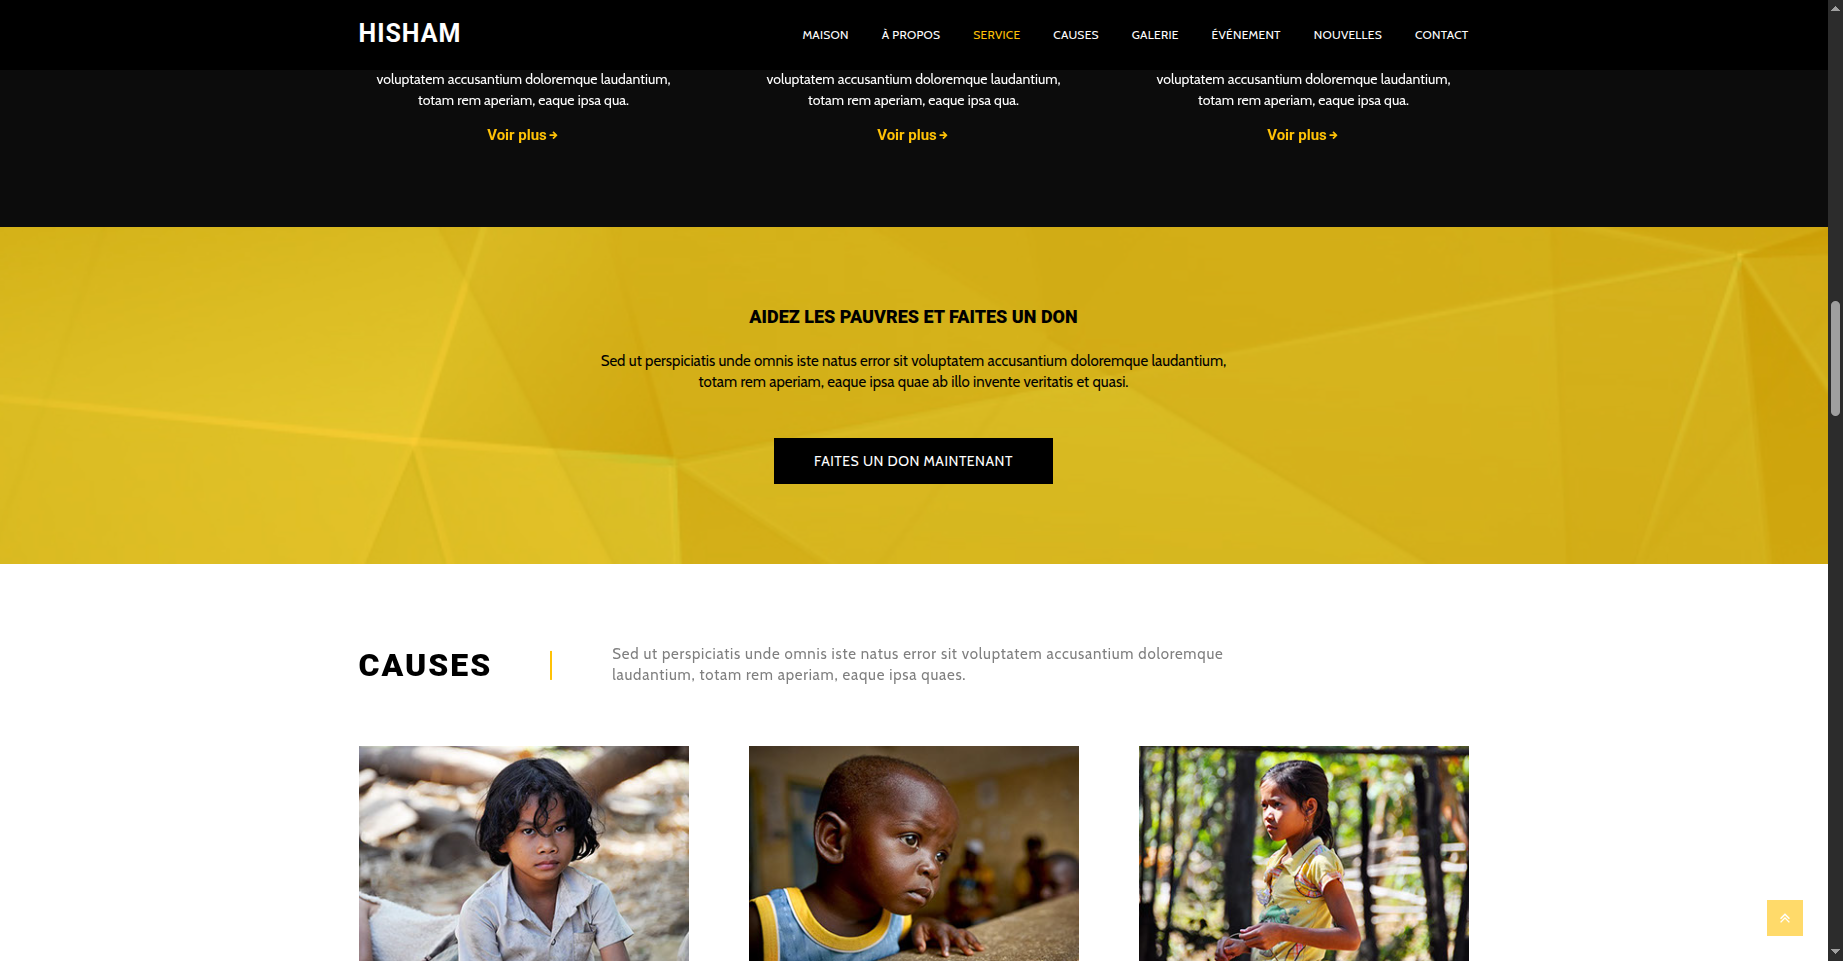 HISHAM
MAISON À PROPOS SERVICE CAUSES GALERIE ÉVÉNEMENT NOUVELLES CONTACT
voluptatem accusantium doloremque laudantium,
totam rem aperiam, eaque ipsa qua.
Voir plus →
voluptatem accusantium doloremque laudantium,
totam rem aperiam, eaque ipsa qua.
Voir plus →
voluptatem accusantium doloremque laudantium,
totam rem aperiam, eaque ipsa qua.
Voir plus →
AIDEZ LES PAUVRES ET FAITES UN DON
Sed ut perspiciatis unde omnis iste natus error sit voluptatem accusantium doloremque laudantium,
totam rem aperiam, eaque ipsa quae ab illo invente veritatis et quasi.
FAITES UN DON MAINTENANT
CAUSES
Sed ut perspiciatis unde omnis iste natus error sit voluptatem accusantium doloremque
laudantium, totam rem aperiam, eaque ipsa quaes.